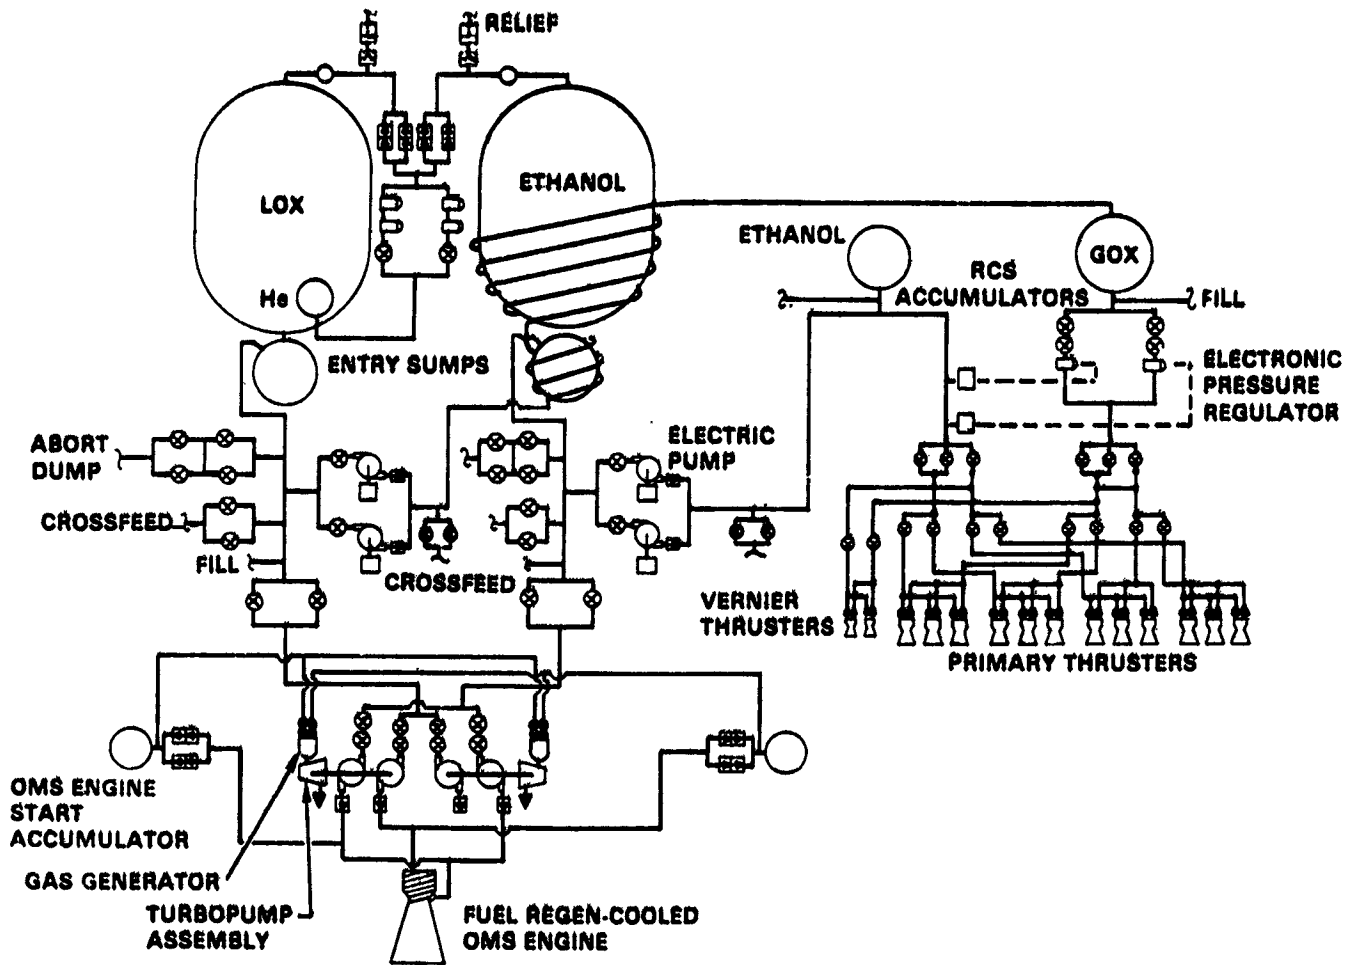 RELIEF
LOX
ETHANOL
He
ENTRY SUMPS
ETHANOL
GOX
RCS
ACCUMULATORS
FILL
ELECTRONIC
PRESSURE
REGULATOR
ABORT
DUMP
ELECTRIC
PUMP
CROSSFEED
FILL
CROSSFEED
VERNIER
THRUSTERS
PRIMARY THRUSTERS
OMS ENGINE
START
ACCUMULATOR
GAS GENERATOR
TURBOPUMP
ASSEMBLY
FUEL REGEN-COOLED
OMS ENGINE